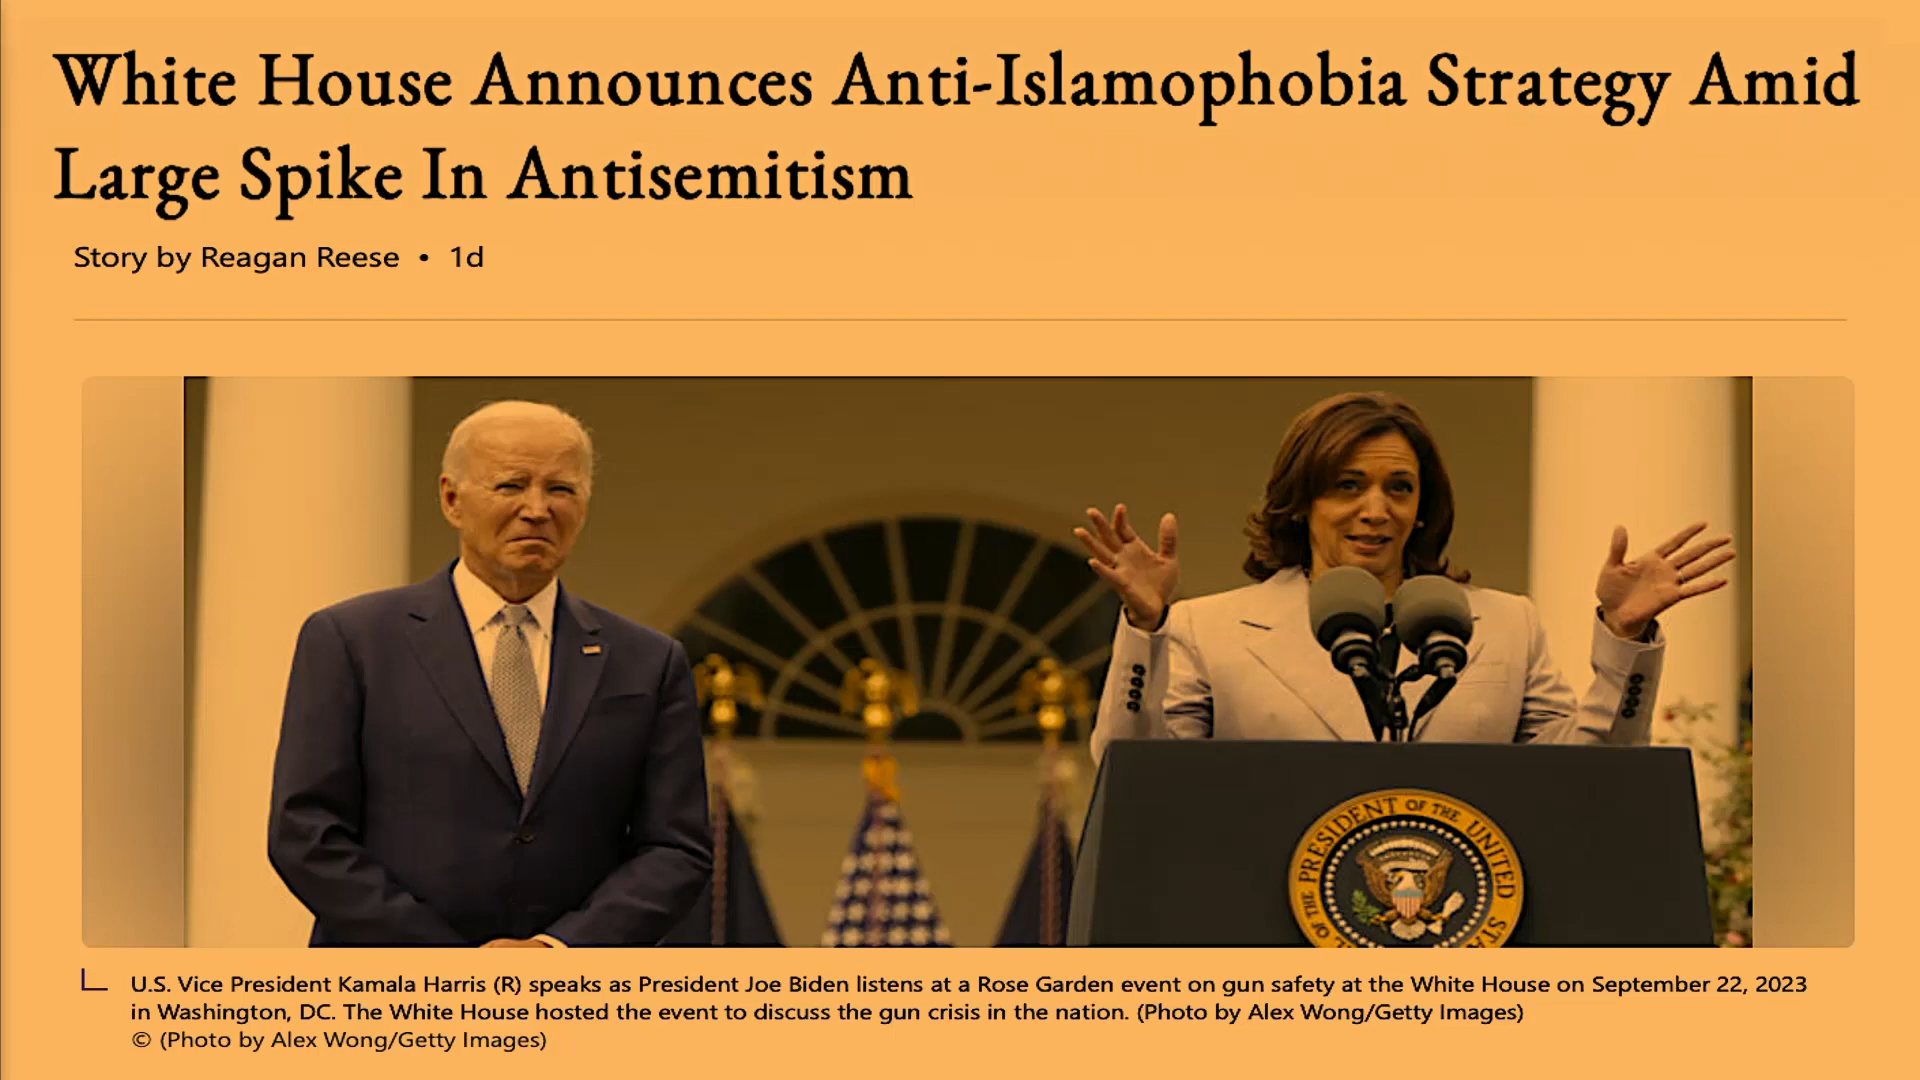 White House Announces Anti-Islamophobia Strategy Amid
Large Spike In Antisemitism
Story by Reagan Reese • 1d
PRESIDENT OF THE UNITED STA
OF THE
U.S. Vice President Kamala Harris (R) speaks as President Joe Biden listens at a Rose Garden event on gun safety at the White House on September 22, 2023
in Washington, DC. The White House hosted the event to discuss the gun crisis in the nation. (Photo by Alex Wong/Getty Images)
© (Photo by Alex Wong/Getty Images)